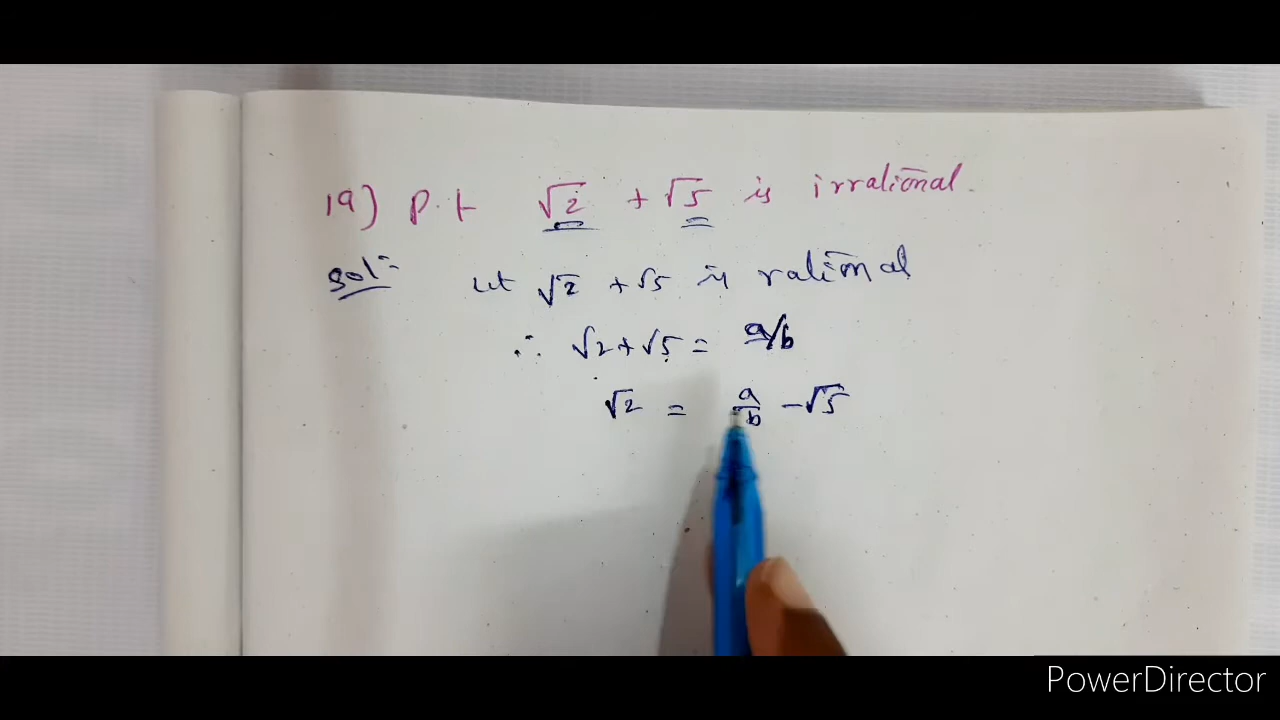 19) P.t √2 + √5 is irrational.
Sol:- Let √2 + √5 is rational
∴ √2 + √5 = a/b
√2 = a/b - √5
PowerDirector